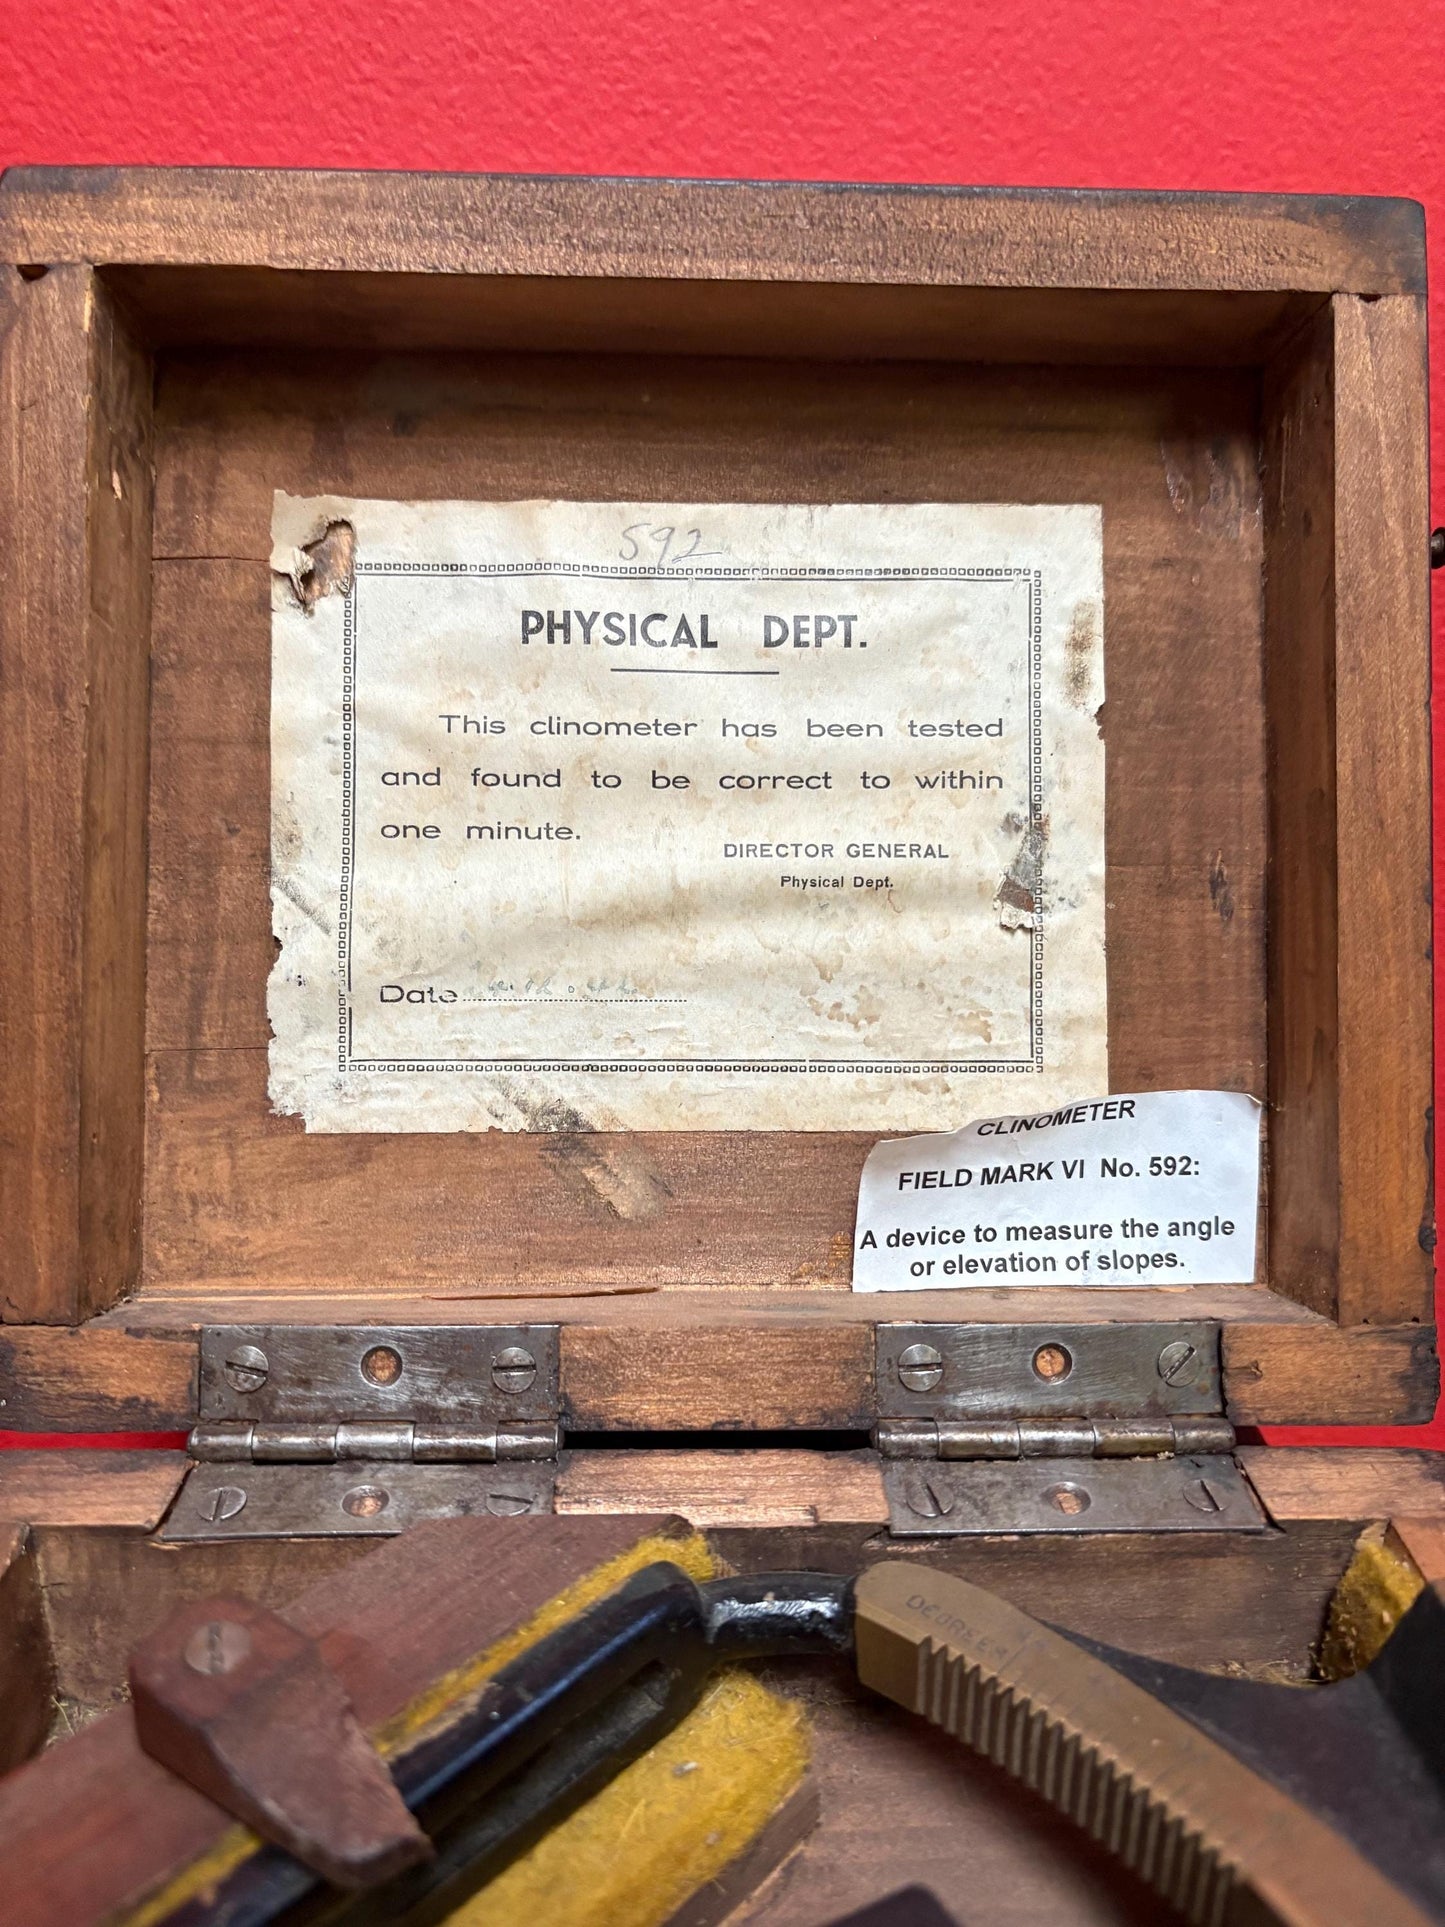 592
PHYSICAL DEPT.
This clinometer has been tested
and found to be correct to within
one minute.
DIRECTOR GENERAL
Physical Dept.
Date
CLINOMETER
FIELD MARK VI No. 592:
A device to measure the angle
or elevation of slopes.
DEGREES